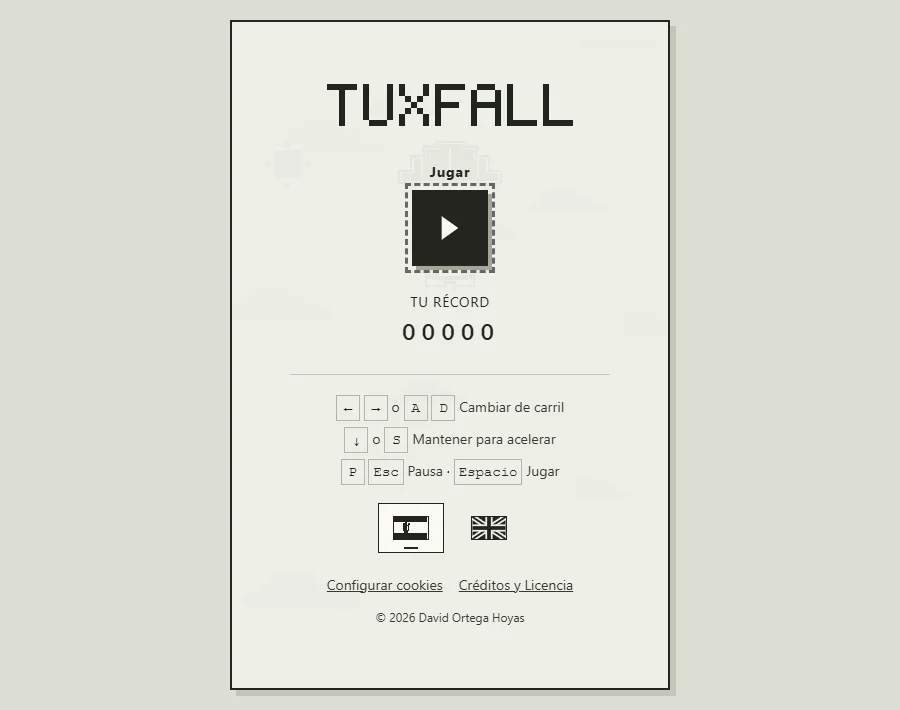 TUXFALL
Jugar
TU RÉCORD
00000
← → o A D Cambiar de carril
↓ o S Mantener para acelerar
P Esc Pausa · Espacio Jugar
Configurar cookies Créditos y Licencia
© 2026 David Ortega Hoyas